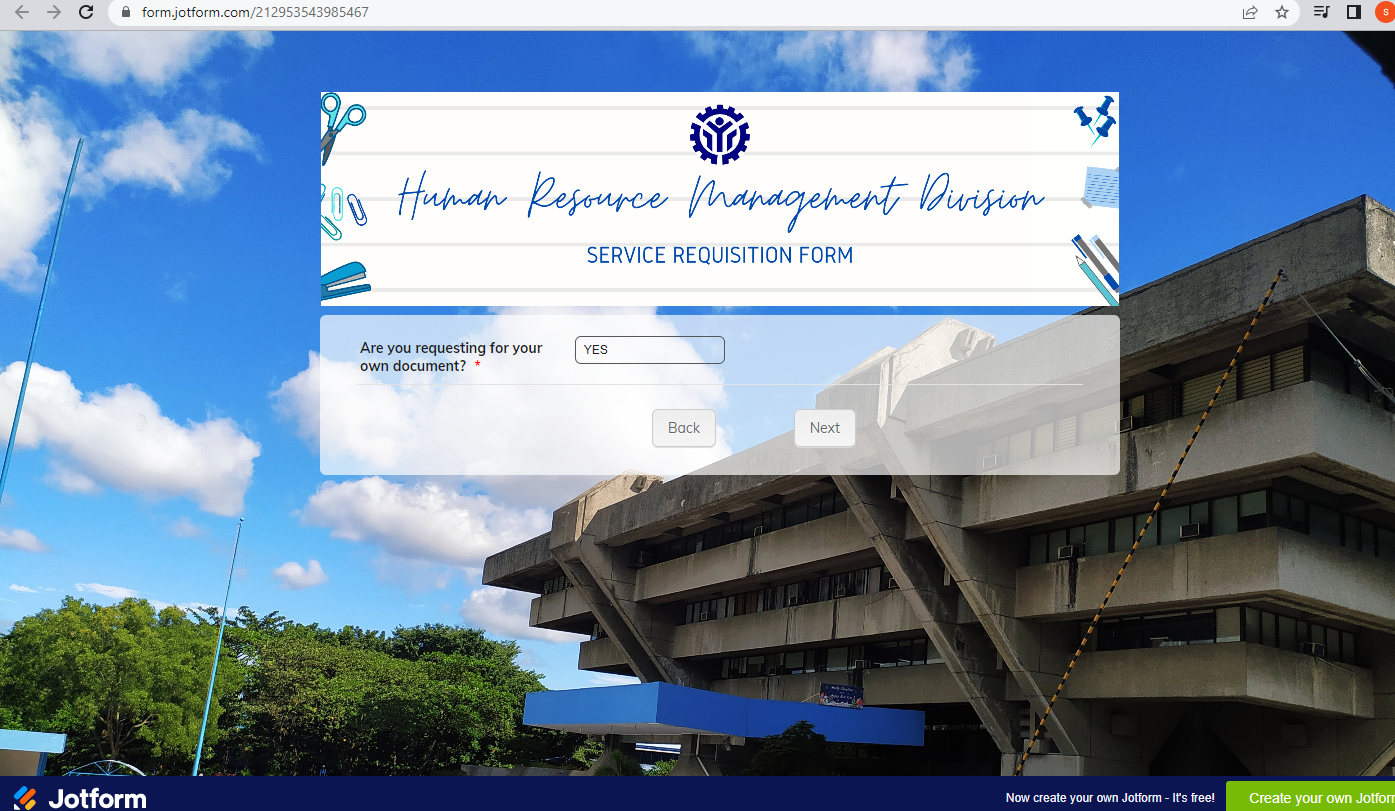 form.jotform.com/212953543985467
S
Human Resource Management Division
SERVICE REQUISITION FORM
Are you requesting for your
own document? *
YES
Back
Next
Jotform
Now create your own Jotform - It's free!
Create your own Jotfor